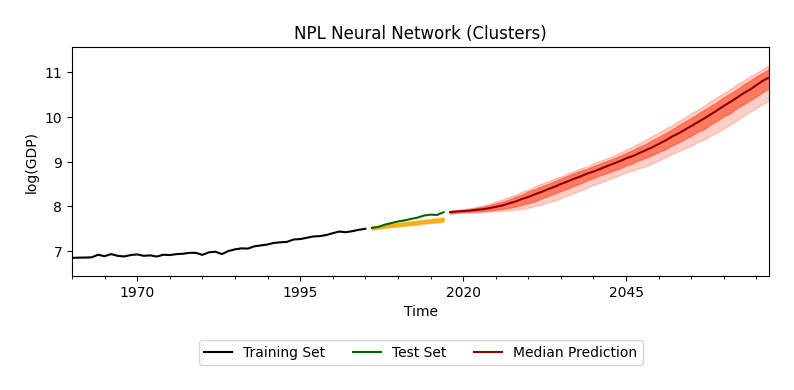 NPL Neural Network (Clusters)
log(GDP)
11
10
9
8
7
1970 1995 2020 2045
Time
Training Set Test Set Median Prediction